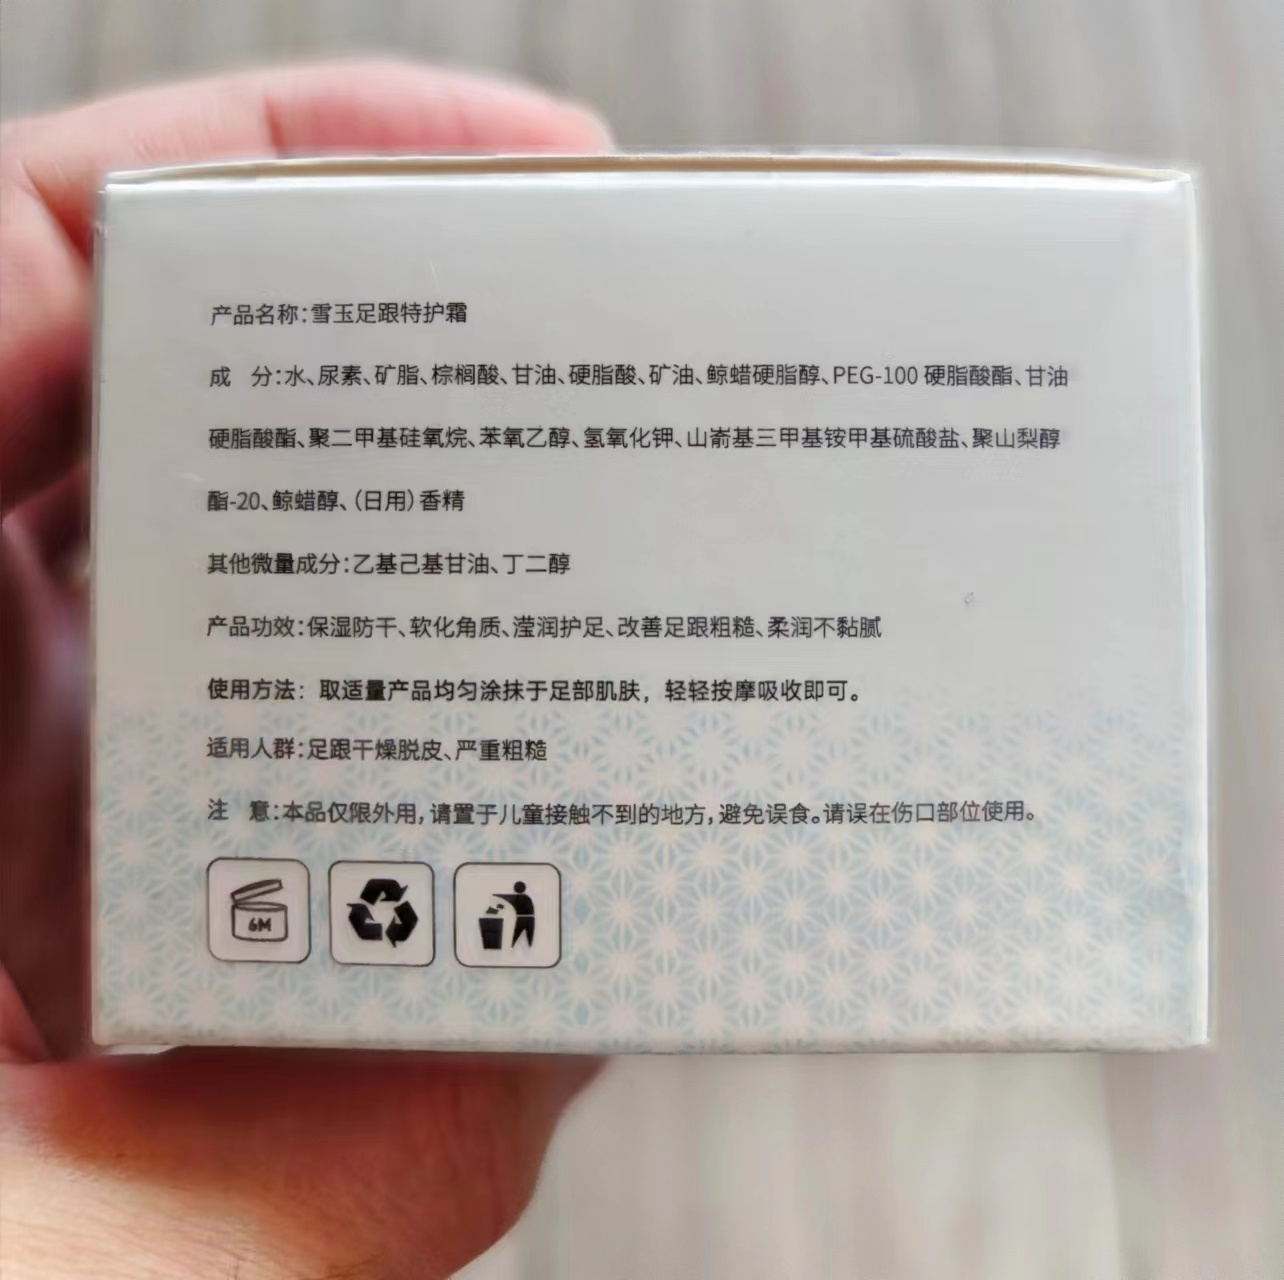 产品名称：雪玉足跟特护霜
成 分：水、尿素、矿脂、棕榈酸、甘油、硬脂酸、矿油、鲸蜡硬脂醇、PEG-100 硬脂酸酯、甘油
硬脂酸酯、聚二甲基硅氧烷、苯氧乙醇、氢氧化钾、山嵛基三甲基铵甲基硫酸盐、聚山梨醇
酯-20、鲸蜡醇、（日用）香精
其他微量成分：乙基己基甘油、丁二醇
产品功效：保湿防干、软化角质、滢润护足、改善足跟粗糙、柔润不黏腻
使用方法： 取适量产品均匀涂抹于足部肌肤，轻轻按摩吸收即可。
适用人群：足跟干燥脱皮、严重粗糙
注 意：本品仅限外用，请置于儿童接触不到的地方，避免误食。请误在伤口部位使用。
6M